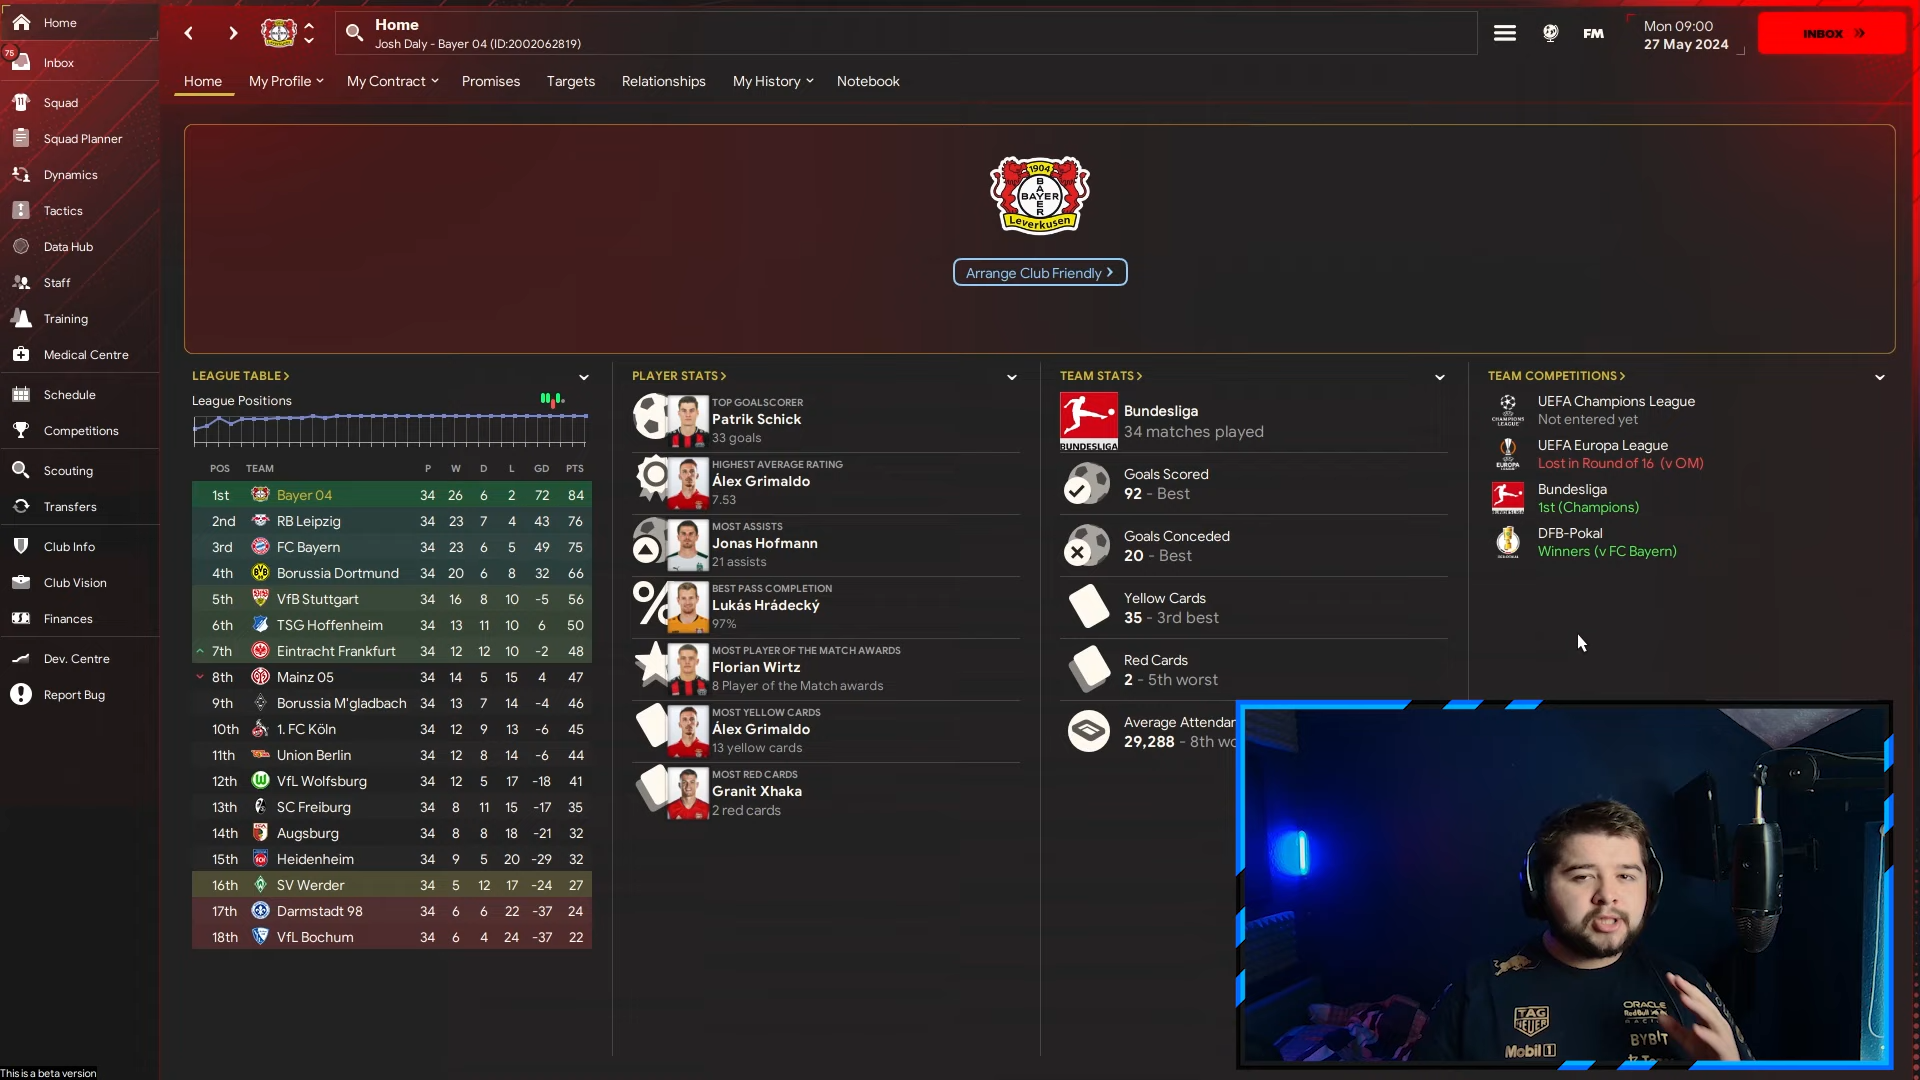 Home
75
Inbox
Squad
Squad Planner
Dynamics
Tactics
Data Hub
Staff
Training
Medical Centre
Schedule
Competitions
Scouting
Transfers
Club Info
Club Vision
Finances
Dev. Centre
Report Bug
This is a beta version
Home
Josh Daly - Bayer 04 (ID:2002062819)
FM
Mon 09:00
27 May 2024
INBOX
Home My Profile My Contract Promises Targets Relationships My History Notebook
1904
BAYER
BAYER
Leverkusen
Arrange Club Friendly
LEAGUE TABLE
League Positions
POS TEAM P W D L GD PTS
1st Bayer 04 34 26 6 2 72 84
2nd RB Leipzig 34 23 7 4 43 76
3rd FC Bayern 34 23 6 5 49 75
4th Borussia Dortmund 34 20 6 8 32 66
5th VfB Stuttgart 34 16 8 10 -5 56
6th TSG Hoffenheim 34 13 11 10 6 50
7th Eintracht Frankfurt 34 12 12 10 -2 48
8th Mainz 05 34 14 5 15 4 47
9th Borussia M'gladbach 34 13 7 14 -4 46
10th 1. FC Köln 34 12 9 13 -6 45
11th Union Berlin 34 12 8 14 -6 44
12th VfL Wolfsburg 34 12 5 17 -18 41
13th SC Freiburg 34 8 11 15 -17 35
14th Augsburg 34 8 8 18 -21 32
15th Heidenheim 34 9 5 20 -29 32
16th SV Werder 34 5 12 17 -24 27
17th Darmstadt 98 34 6 6 22 -37 24
18th VfL Bochum 34 6 4 24 -37 22
PLAYER STATS
TOP GOALSCORER
Patrik Schick
33 goals
HIGHEST AVERAGE RATING
Álex Grimaldo
7.53
MOST ASSISTS
Jonas Hofmann
21 assists
BEST PASS COMPLETION
Lukás Hrádecký
97%
MOST PLAYER OF THE MATCH AWARDS
Florian Wirtz
8 Player of the Match awards
MOST YELLOW CARDS
Álex Grimaldo
13 yellow cards
MOST RED CARDS
Granit Xhaka
2 red cards
TEAM STATS
BUNDESLIGA
Bundesliga
34 matches played
Goals Scored
92 - Best
Goals Conceded
20 - Best
Yellow Cards
35 - 3rd best
Red Cards
2 - 5th worst
Average Attendar
29,288 - 8th wo
TEAM COMPETITIONS
UEFA Champions League
Not entered yet
UEFA Europa League
Lost in Round of 16 (v OM)
Bundesliga
1st (Champions)
DFB-Pokal
Winners (v FC Bayern)
TAG
HEUER
Mobil 1
ORACLE
Red Bull
BYBIT